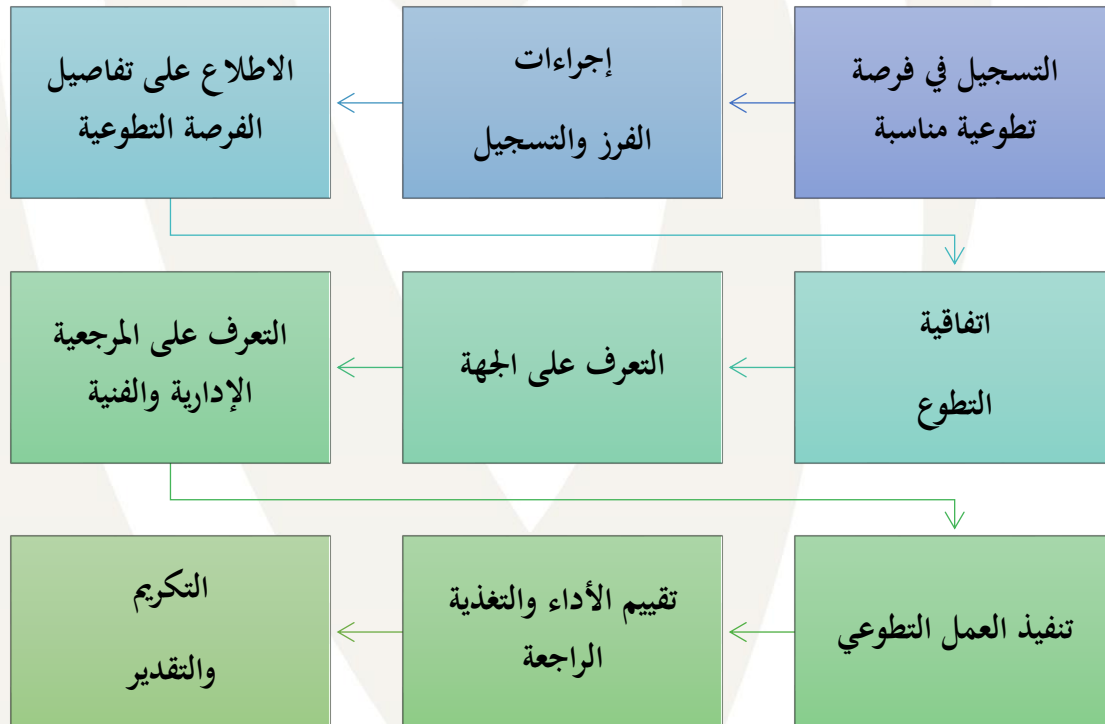 التسجيل في فرصة
تطوعية مناسبة
إجراءات
الفرز والتسجيل
الاطلاع على تفاصيل
الفرصة التطوعية
اتفاقية
التطوع
التعرف على الجهة
التعرف على المرجعية
الإدارية والفنية
تنفيذ العمل التطوعي
تقييم الأداء والتغذية
الراجعة
التكريم
والتقدير